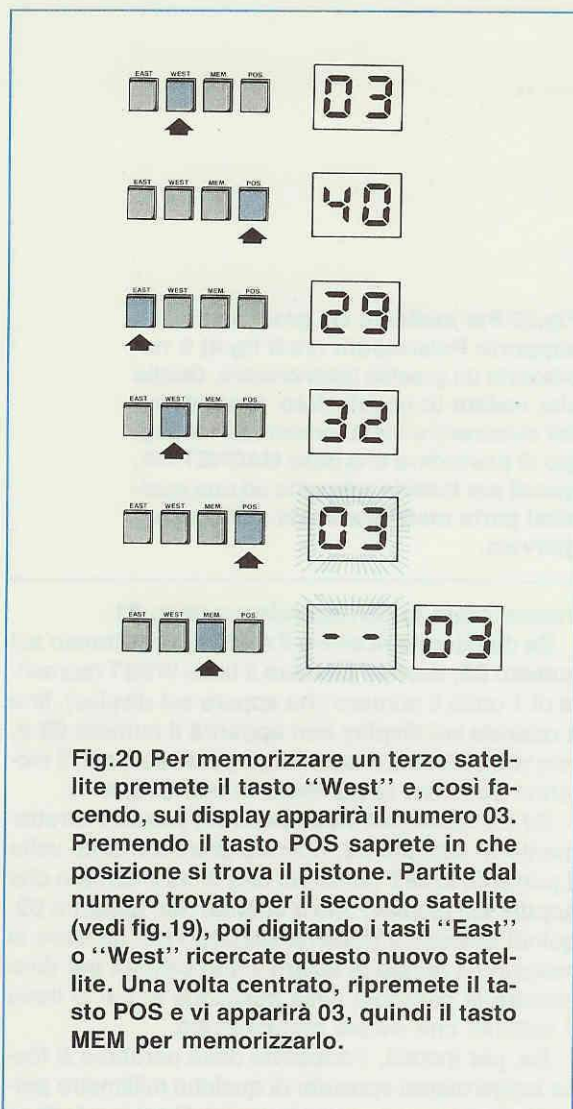 EAST WEST MEM. POS.
03
EAST WEST MEM. POS.
40
EAST WEST MEM. POS.
29
EAST WEST MEM. POS.
32
EAST WEST MEM. POS.
03
EAST WEST MEM. POS.
-- 03
Fig.20 Per memorizzare un terzo satel-
lite premete il tasto “West” e, così fa-
cendo, sui display apparirà il numero 03.
Premendo il tasto POS saprete in che
posizione si trova il pistone. Partite dal
numero trovato per il secondo satellite
(vedi fig.19), poi digitando i tasti “East”
o “West” ricercate questo nuovo satel-
lite. Una volta centrato, ripremete il ta-
sto POS e vi apparirà 03, quindi il tasto
MEM per memorizzarlo.